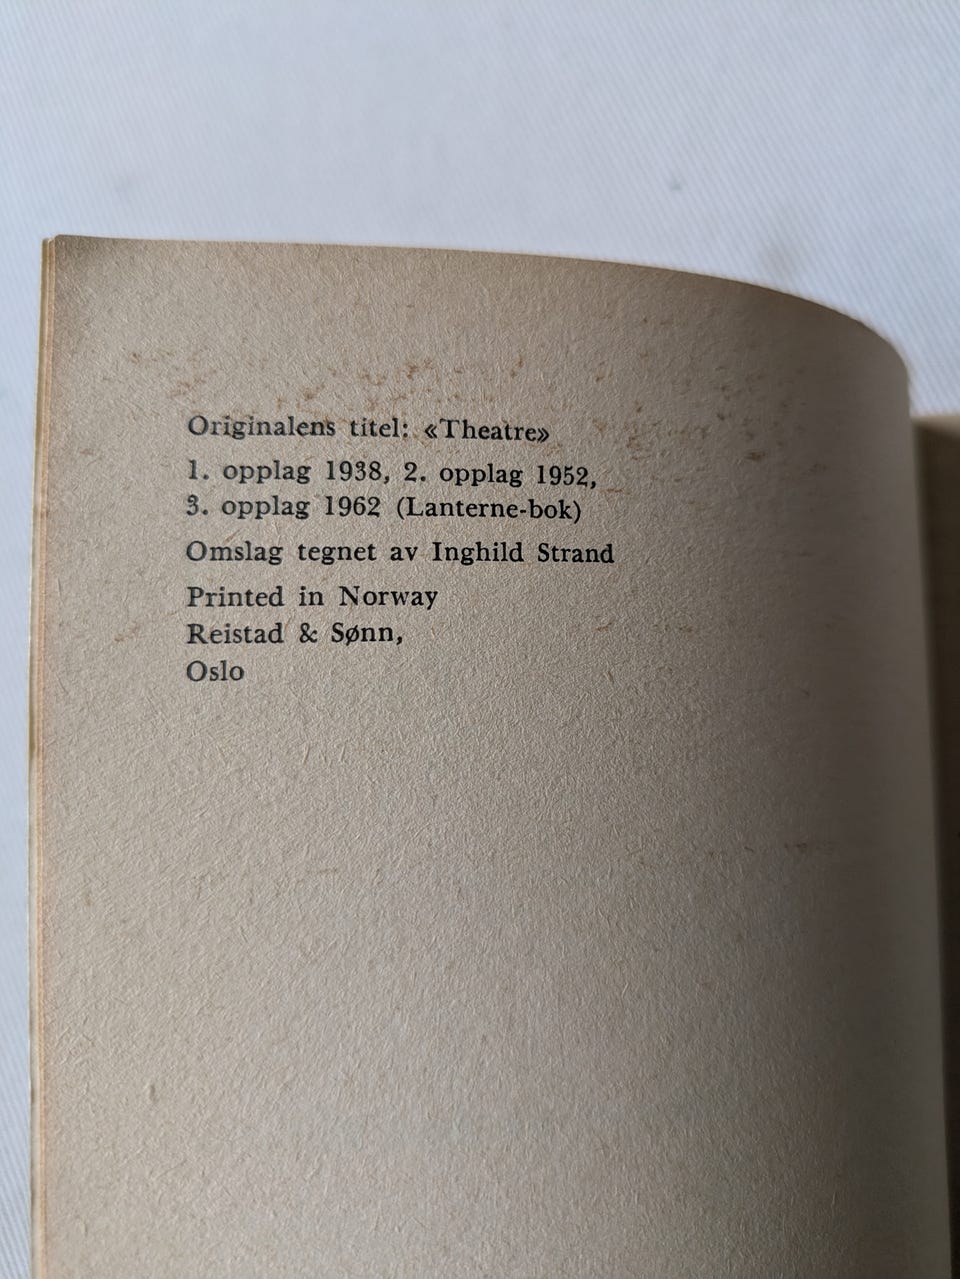 Originalens titel: «Theatre»
1. opplag 1938, 2. opplag 1952,
3. opplag 1962 (Lanterne-bok)
Omslag tegnet av Inghild Strand
Printed in Norway
Reistad & Sønn,
Oslo